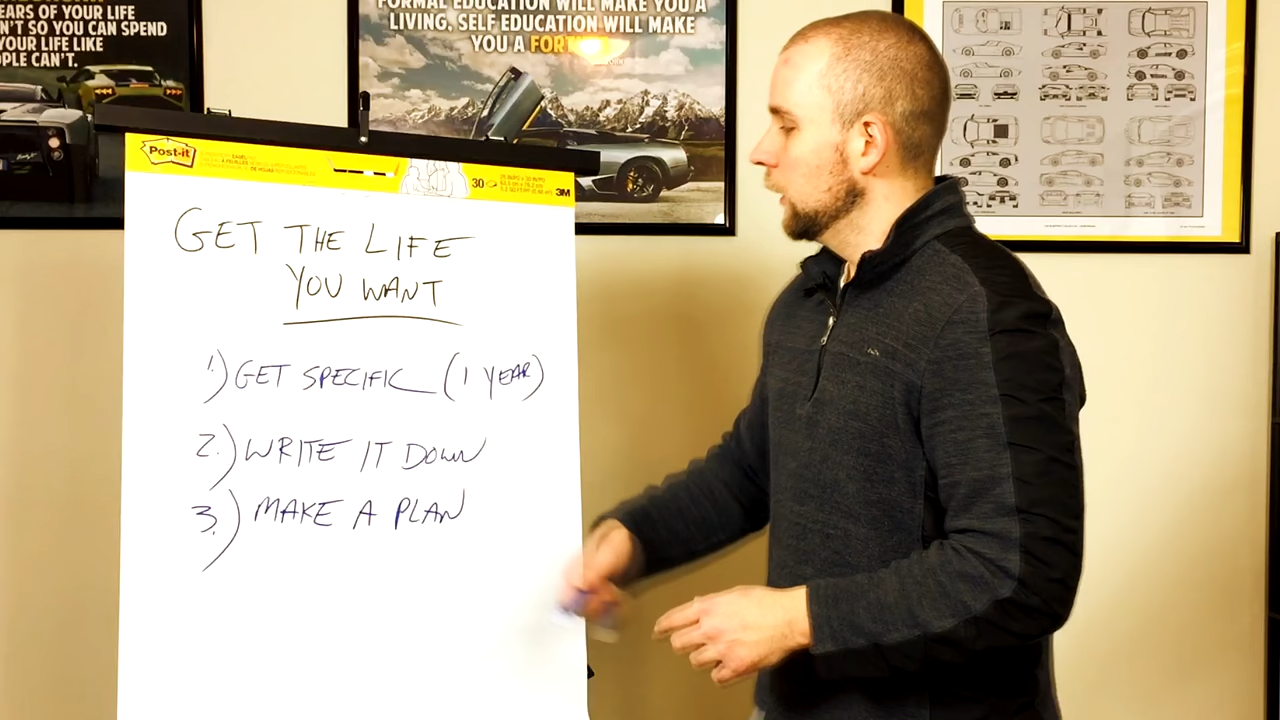 EARS OF YOUR LIFE
N'T SO YOU CAN SPEND
YOUR LIFE LIKE
PLE CAN'T.
FORMAL EDUCATION WILL MAKE YOU A
LIVING, SELF EDUCATION WILL MAKE
YOU A
Post-it
30
3M
GET THE LIFE
YOU WANT
1.) GET SPECIFIC (1 YEAR)
2.) WRITE IT DOWN
3.) MAKE A PLAN